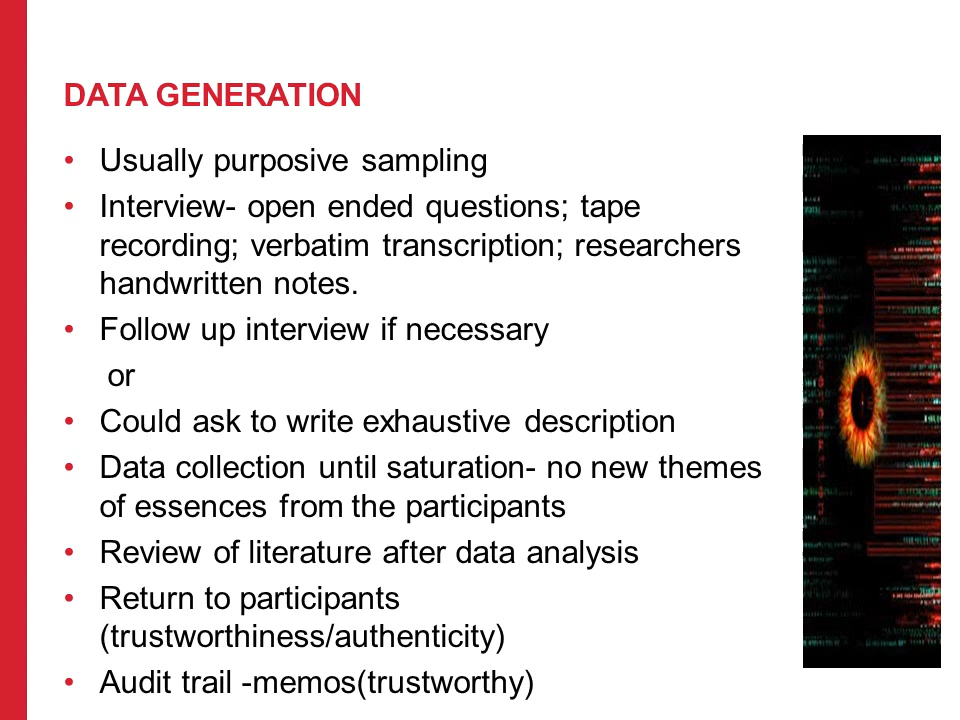 DATA GENERATION
• Usually purposive sampling
• Interview- open ended questions; tape
recording; verbatim transcription; researchers
handwritten notes.
• Follow up interview if necessary
or
• Could ask to write exhaustive description
• Data collection until saturation- no new themes
of essences from the participants
• Review of literature after data analysis
• Return to participants
(trustworthiness/authenticity)
• Audit trail -memos(trustworthy)